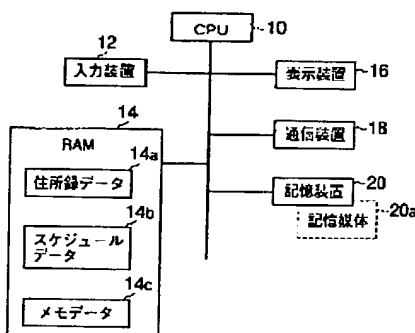 CPU
10
12
入力装置
表示装置
16
14
RAM
14a
住所録データ
通信装置
18
14b
スケジュール
データ
記憶装置
20
20a
記憶媒体
14c
メモデータ